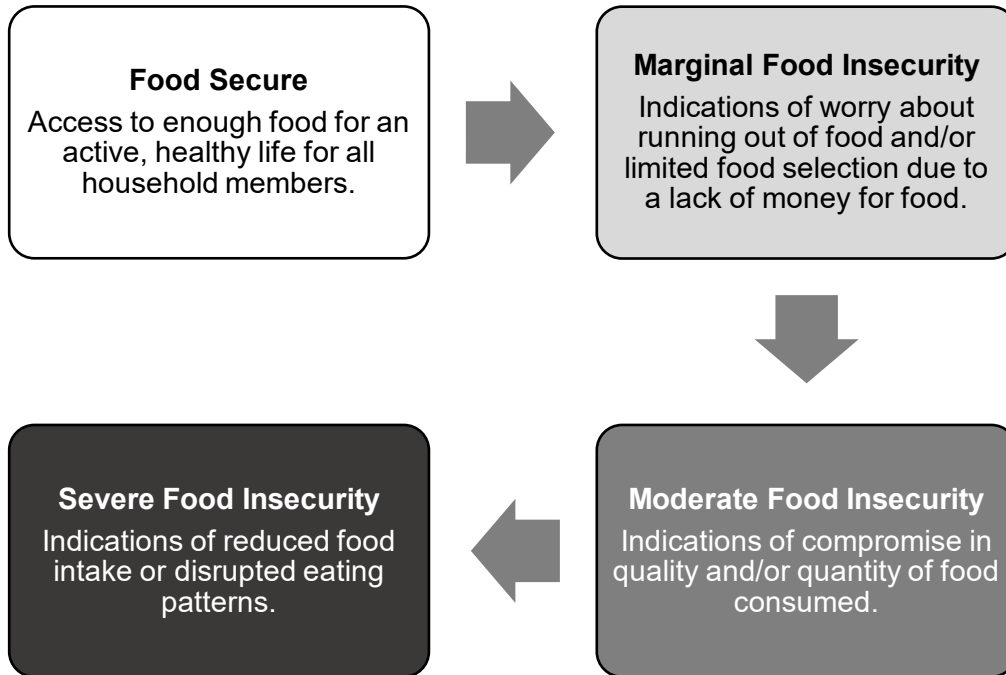 Food Secure
Access to enough food for an
active, healthy life for all
household members.
Marginal Food Insecurity
Indications of worry about
running out of food and/or
limited food selection due to
a lack of money for food.
Moderate Food Insecurity
Indications of compromise in
quality and/or quantity of food
consumed.
Severe Food Insecurity
Indications of reduced food
intake or disrupted eating
patterns.